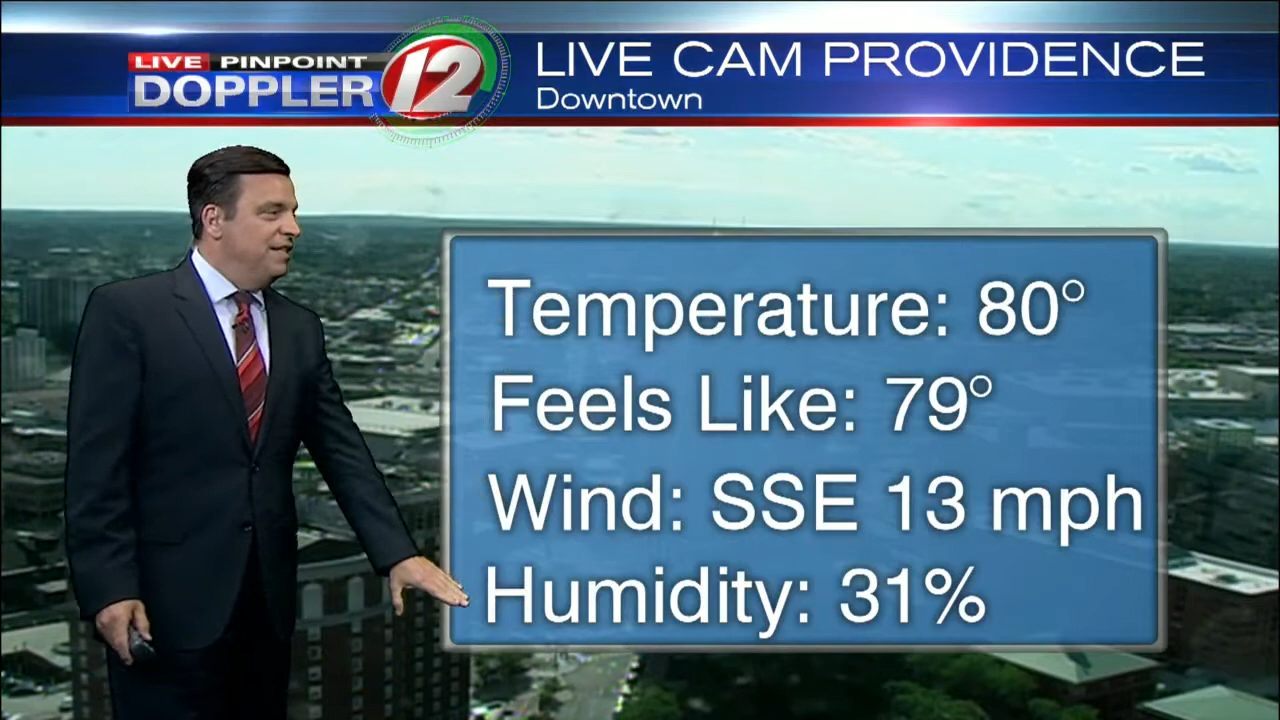 LIVE PINPOINT
DOPPLER 12
LIVE CAM PROVIDENCE
Downtown
Temperature: 80°
Feels Like: 79°
Wind: SSE 13 mph
Humidity: 31%